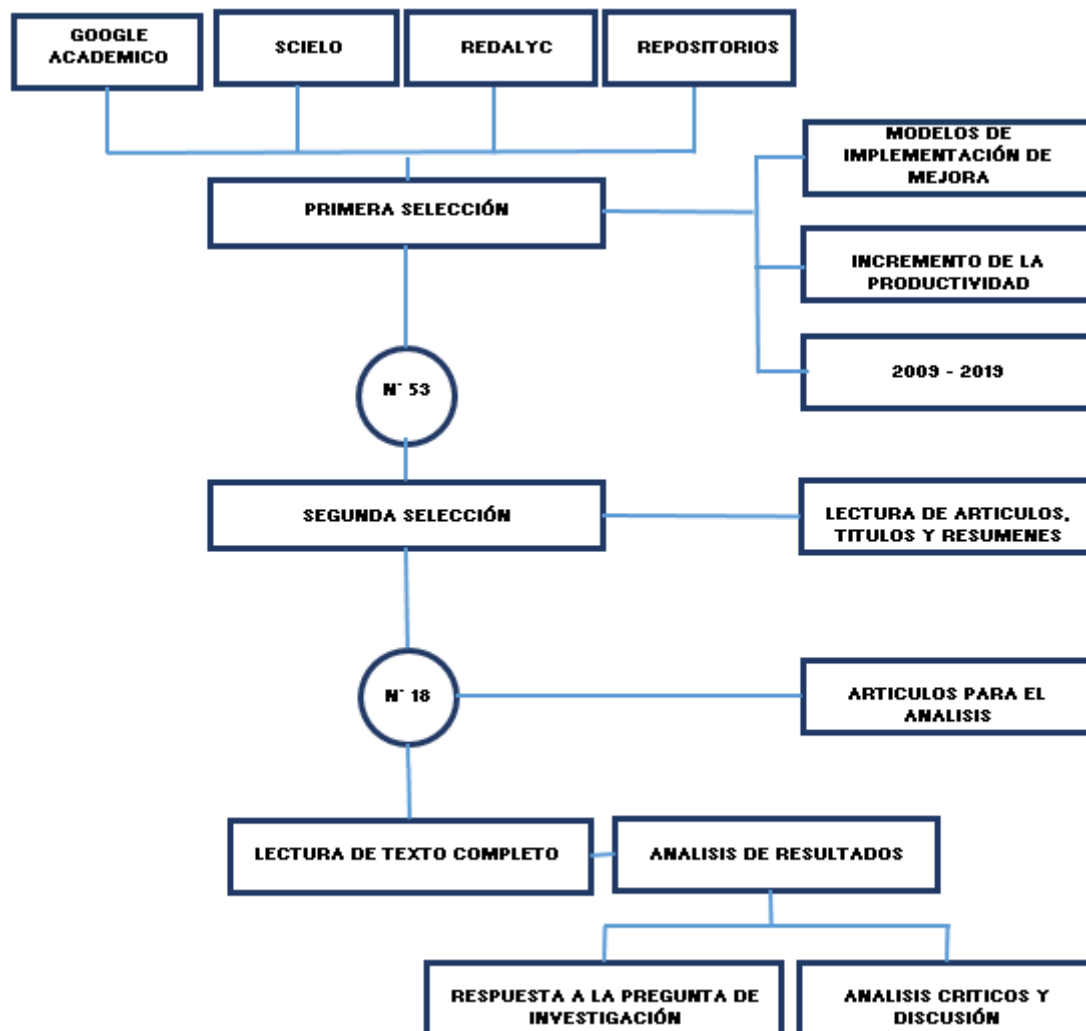 GOOGLE
ACADEMICO
SCIELO
REDALYC
REPOSITORIOS
MODELOS DE
IMPLEMENTACIÓN DE
MEJORA
PRIMERA SELECCIÓN
INCREMENTO DE LA
PRODUCTIVIDAD
2009 - 2019
N° 53
SEGUNDA SELECCIÓN
LECTURA DE ARTICULOS,
TITULOS Y RESUMENES
N° 18
ARTICULOS PARA EL
ANALISIS
LECTURA DE TEXTO COMPLETO
ANALISIS DE RESULTADOS
RESPUESTA A LA PREGUNTA DE
INVESTIGACIÓN
ANALISIS CRITICOS Y
DISCUSIÓN